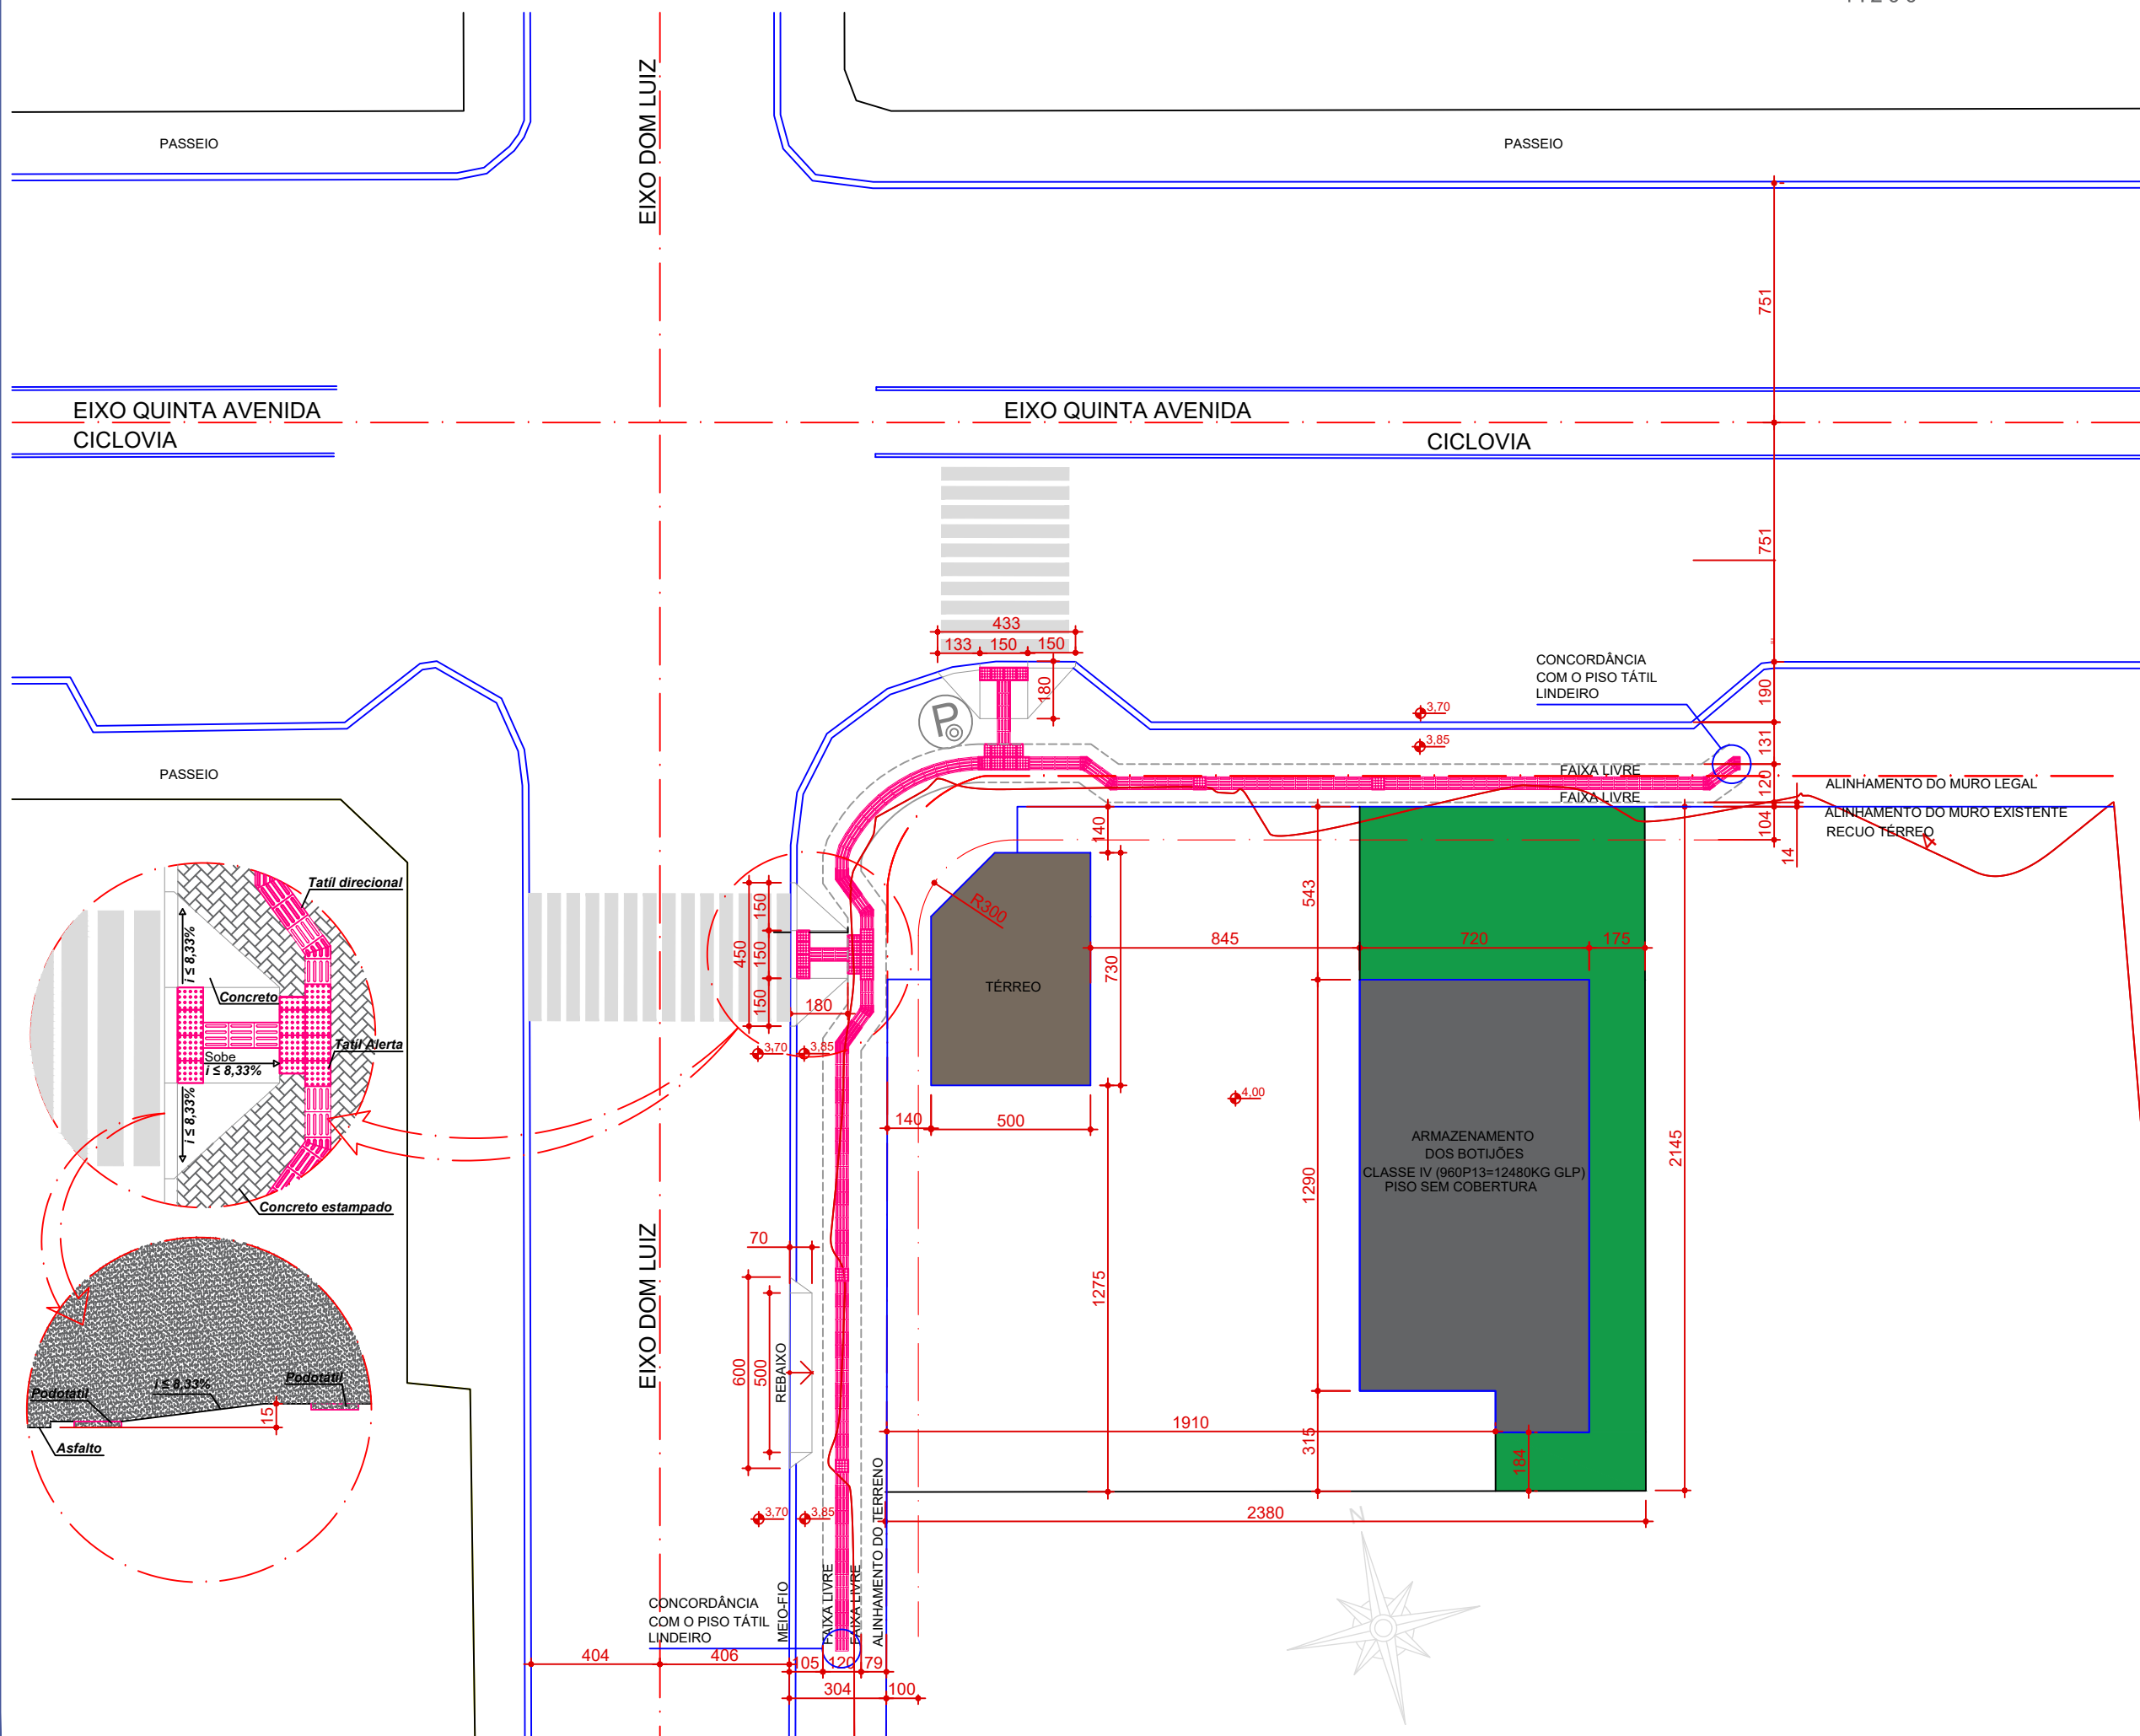 EIXO DOM LUIZ
PASSEIO
PASSEIO
751
EIXO QUINTA AVENIDA
EIXO QUINTA AVENIDA
CICLOVIA
CICLOVIA
751
433
133
150
150
180
CONCORDÂNCIA
COM O PISO TÁTIL
LINDEIRO
190
3,70
131
3,85
P
PASSEIO
FAIXA LIVRE
120
ALINHAMENTO DO MURO LEGAL
FAIXA LIVRE
104
ALINHAMENTO DO MURO EXISTENTE
RECUO TÉRREO
4
14
140
543
R300
845
720
175
730
TÉRREO
150
450
150
150
180
3,70
3,85
4,00
140
500
Tatíl direcional
i ≤ 8,33%
Concreto
Tatíl Alerta
Sobe
i ≤ 8,33%
i ≤ 8,33%
Concreto estampado
ARMAZENAMENTO
DOS BOTIJÕES
CLASSE IV (960P13=12480KG GLP)
PISO SEM COBERTURA
1290
2145
1275
70
EIXO DOM LUIZ
600
500
REBAIXO
Podotátil
i ≤ 8,33%
Podotátil
15
Asfalto
1910
315
184
2380
3,70
3,85
N
ALINHAMENTO DO TERRENO
CONCORDÂNCIA
COM O PISO TÁTIL
LINDEIRO
MEIO-FIO
FAIXA LIVRE
FAIXA LIVRE
404
406
105
120
79
304
100